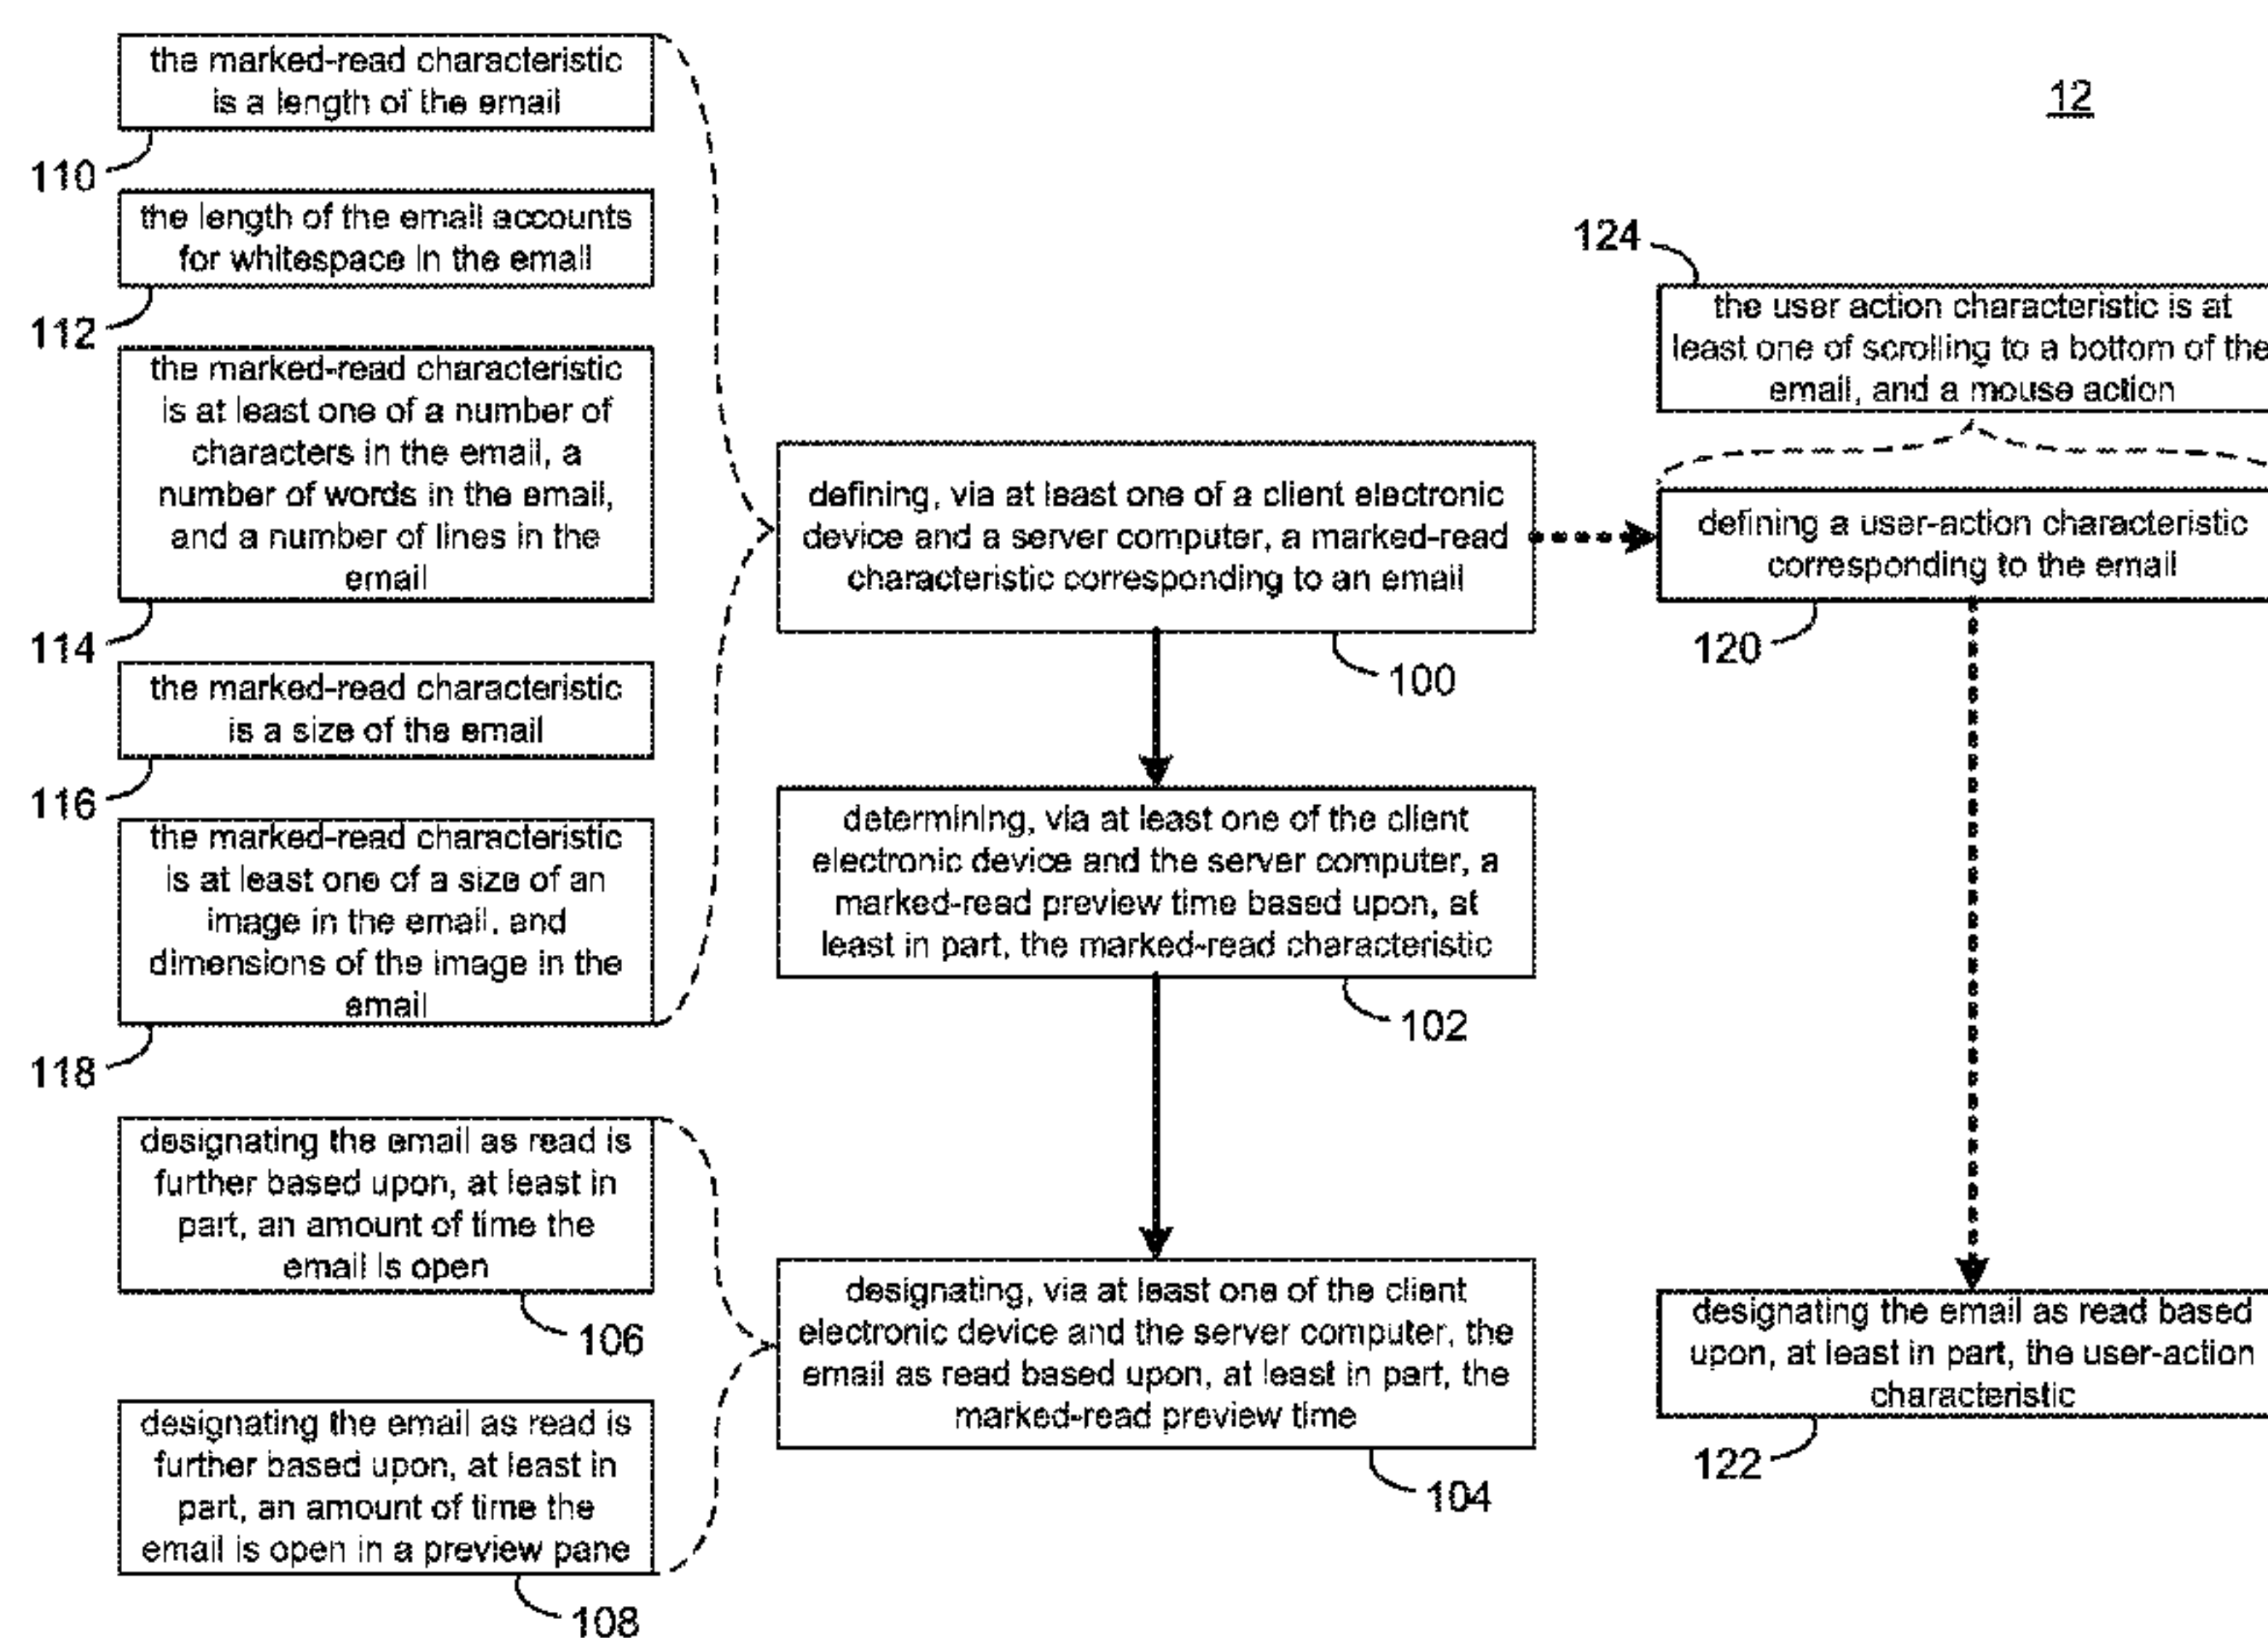 the marked-read characteristic
is a length of the email
110
the length of the email accounts
for whitespace in the email
112
the marked-read characteristic
is at least one of a number of
characters in the email, a
number of words in the email,
and a number of lines in the
email
114
the marked-read characteristic
is a size of the email
116
the marked-read characteristic
is at least one of a size of an
image in the email, and
dimensions of the image in the
email
118
designating the email as read is
further based upon, at least in
part, an amount of time the
email is open
106
designating the email as read is
further based upon, at least in
part, an amount of time the
email is open in a preview pane
108
defining, via at least one of a client electronic
device and a server computer, a marked-read
characteristic corresponding to an email
100
determining, via at least one of the client
electronic device and the server computer, a
marked-read preview time based upon, at
least in part, the marked-read characteristic
102
designating, via at least one of the client
electronic device and the server computer, the
email as read based upon, at least in part, the
marked-read preview time
104
12
124
the user action characteristic is at
least one of scrolling to a bottom of the
email, and a mouse action
defining a user-action characteristic
corresponding to the email
120
designating the email as read based
upon, at least in part, the user-action
characteristic
122